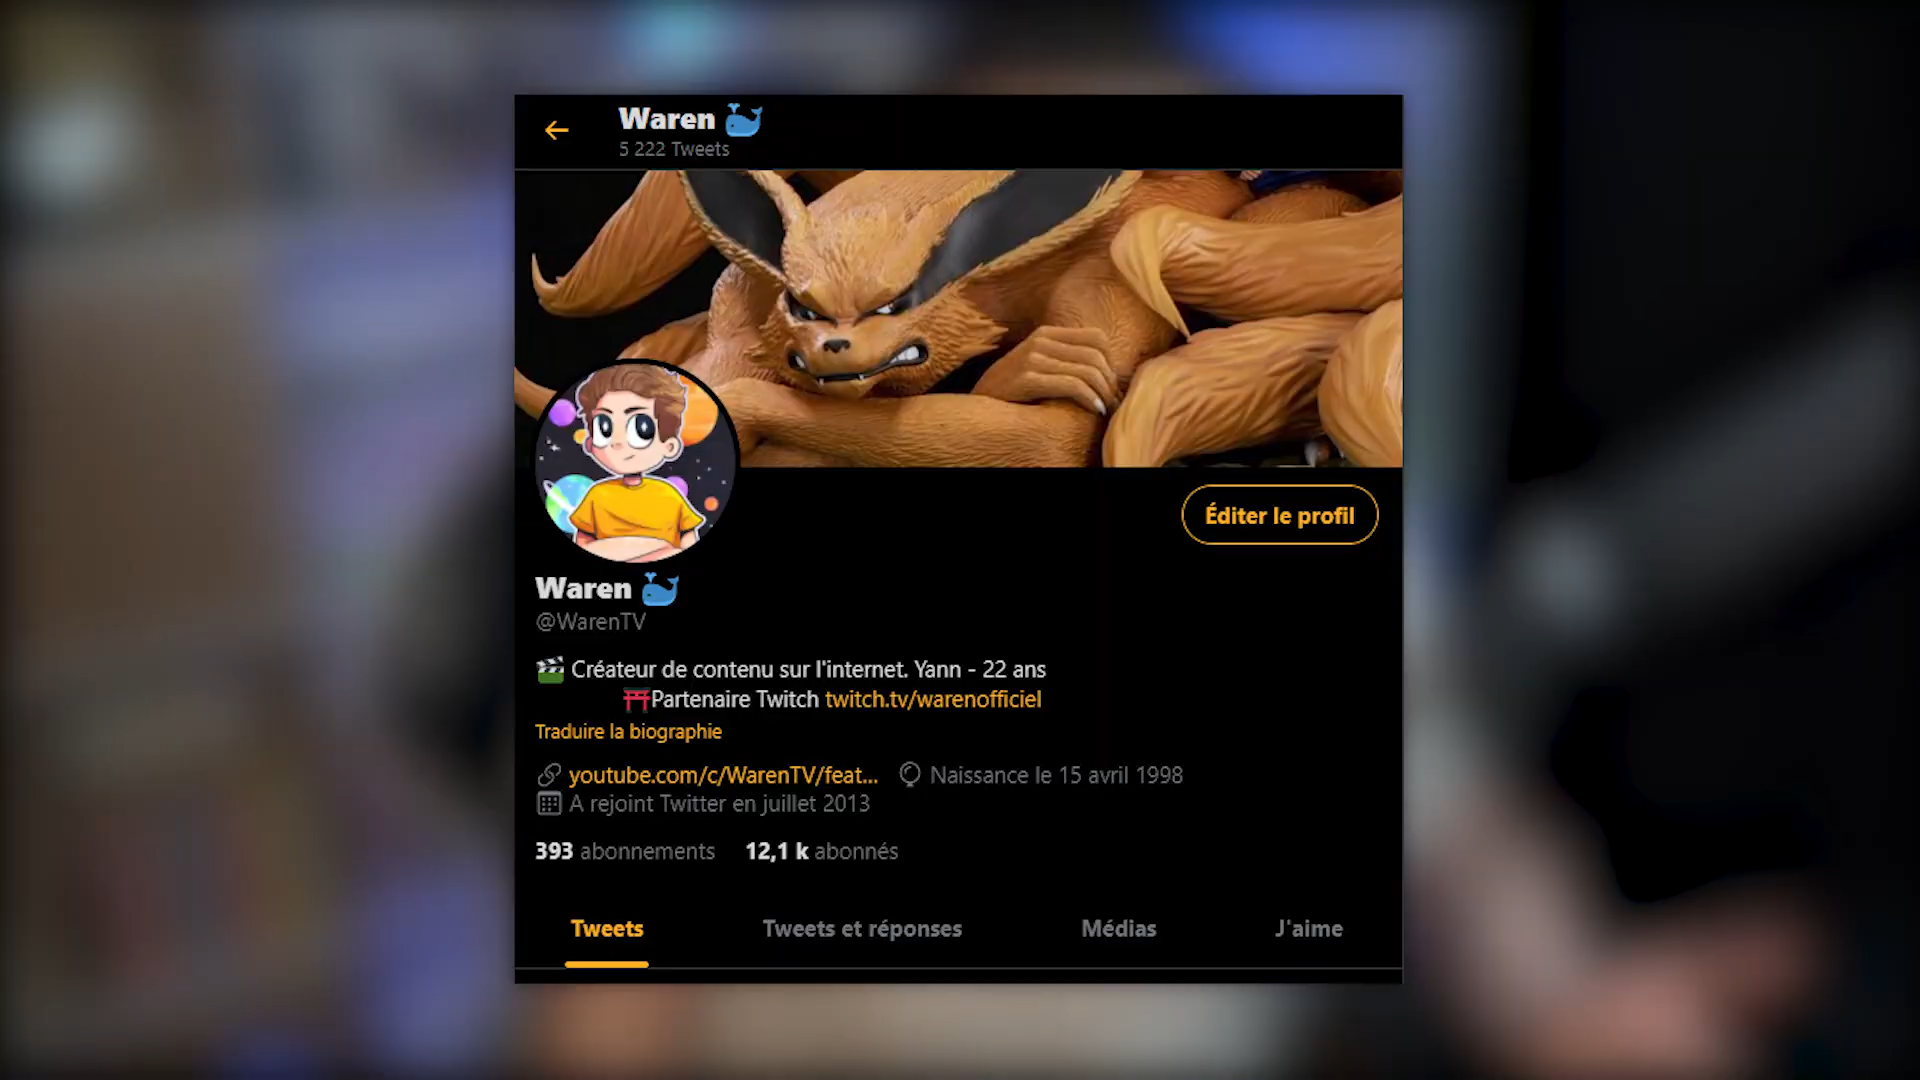 Waren 🐳
5 222 Tweets
Éditer le profil
Waren 🐳
@WarenTV
🎬 Créateur de contenu sur l'internet. Yann - 22 ans
⛩️Partenaire Twitch twitch.tv/warenofficiel
Traduire la biographie
youtube.com/c/WarenTV/feat... Naissance le 15 avril 1998
A rejoint Twitter en juillet 2013
393 abonnements 12,1 k abonnés
Tweets Tweets et réponses Médias J'aime